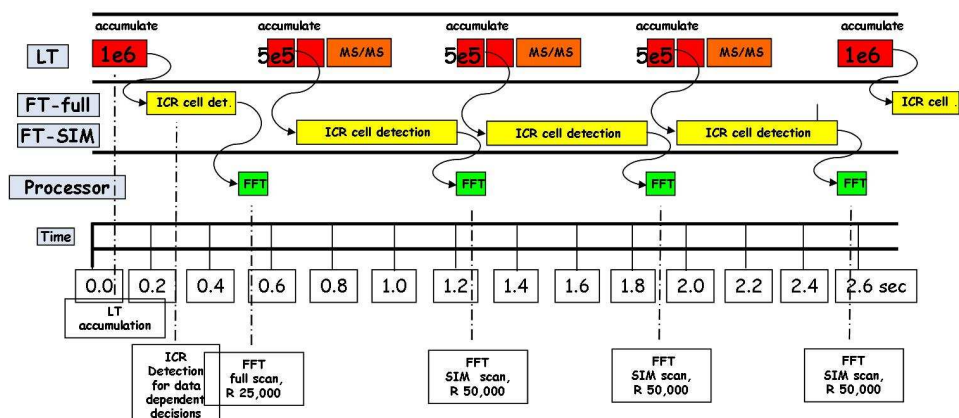 accumulate accumulate accumulate accumulate accumulate
LT 1e6 5e5 MS/MS 5e5 MS/MS 5e5 MS/MS 1e6
FT-full ICR cell det. ICR cell .
FT-SIM ICR cell detection ICR cell detection ICR cell detection
Processor FFT FFT FFT FFT
Time
0.0 0.2 0.4 0.6 0.8 1.0 1.2 1.4 1.6 1.8 2.0 2.2 2.4 2.6 sec
LT
accumulation
ICR
Detection
for data
dependent
decisions
FFT
full scan,
R 25,000
FFT
SIM scan,
R 50,000
FFT
SIM scan,
R 50,000
FFT
SIM scan,
R 50,000